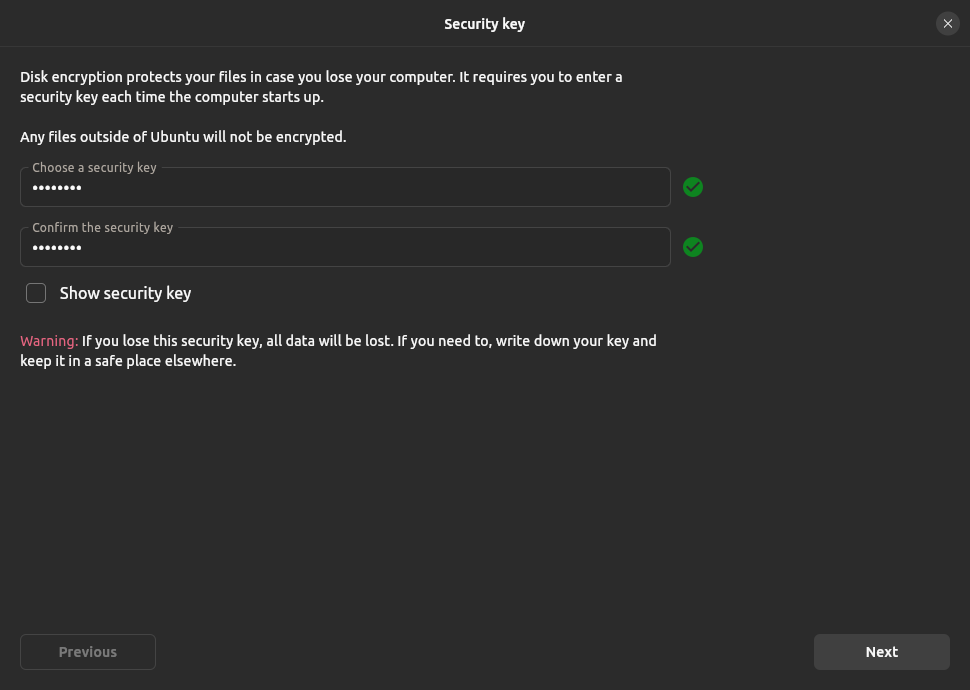 Security key
Disk encryption protects your files in case you lose your computer. It requires you to enter a
security key each time the computer starts up.
Any files outside of Ubuntu will not be encrypted.
Choose a security key
••••••••
Confirm the security key
••••••••
Show security key
Warning: If you lose this security key, all data will be lost. If you need to, write down your key and
keep it in a safe place elsewhere.
Previous
Next